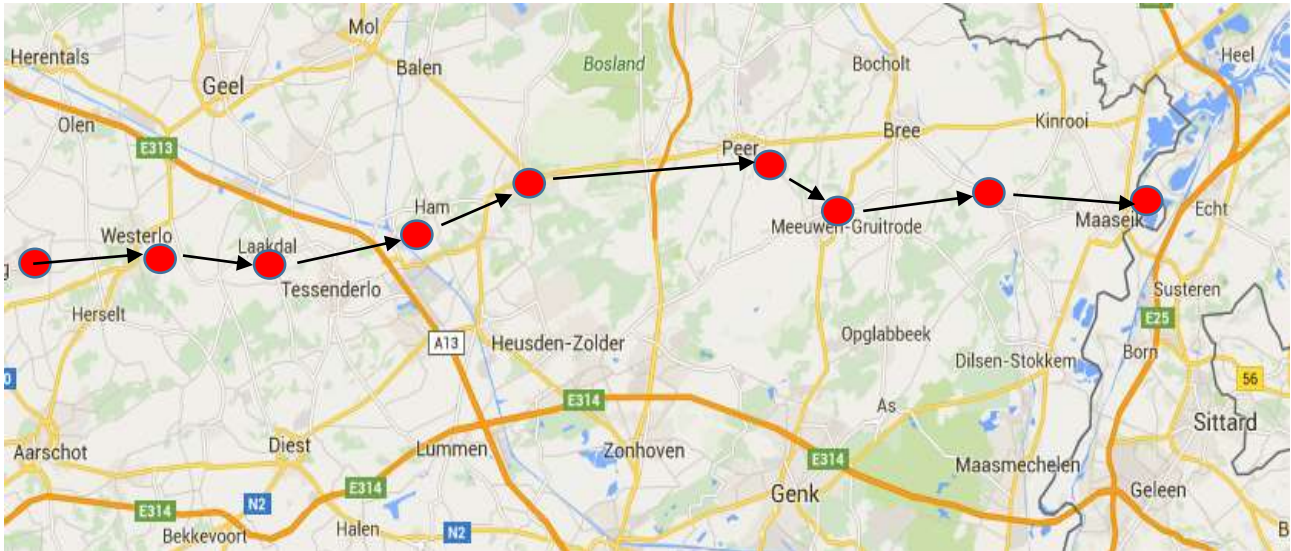 Mol
Herentals
Balen
Bosland
Bocholt
Heel
Geel
Olen
Kinrooi
Bree
E313
Peer
Ham
Westerlo
Laakdal
Maaseik
Echt
Meeuwen-Gruitrode
g
Tessenderlo
Susteren
Herselt
E25
Opglabbeek
A13
Heusden-Zolder
Born
Dilsen-Stokkem
0
56
E314
As
Sittard
Diest
Lummen
Zonhoven
Aarschot
E314
Maasmechelen
E314
Genk
Geleen
N2
E314
Halen
Bekkevoort
N2
B